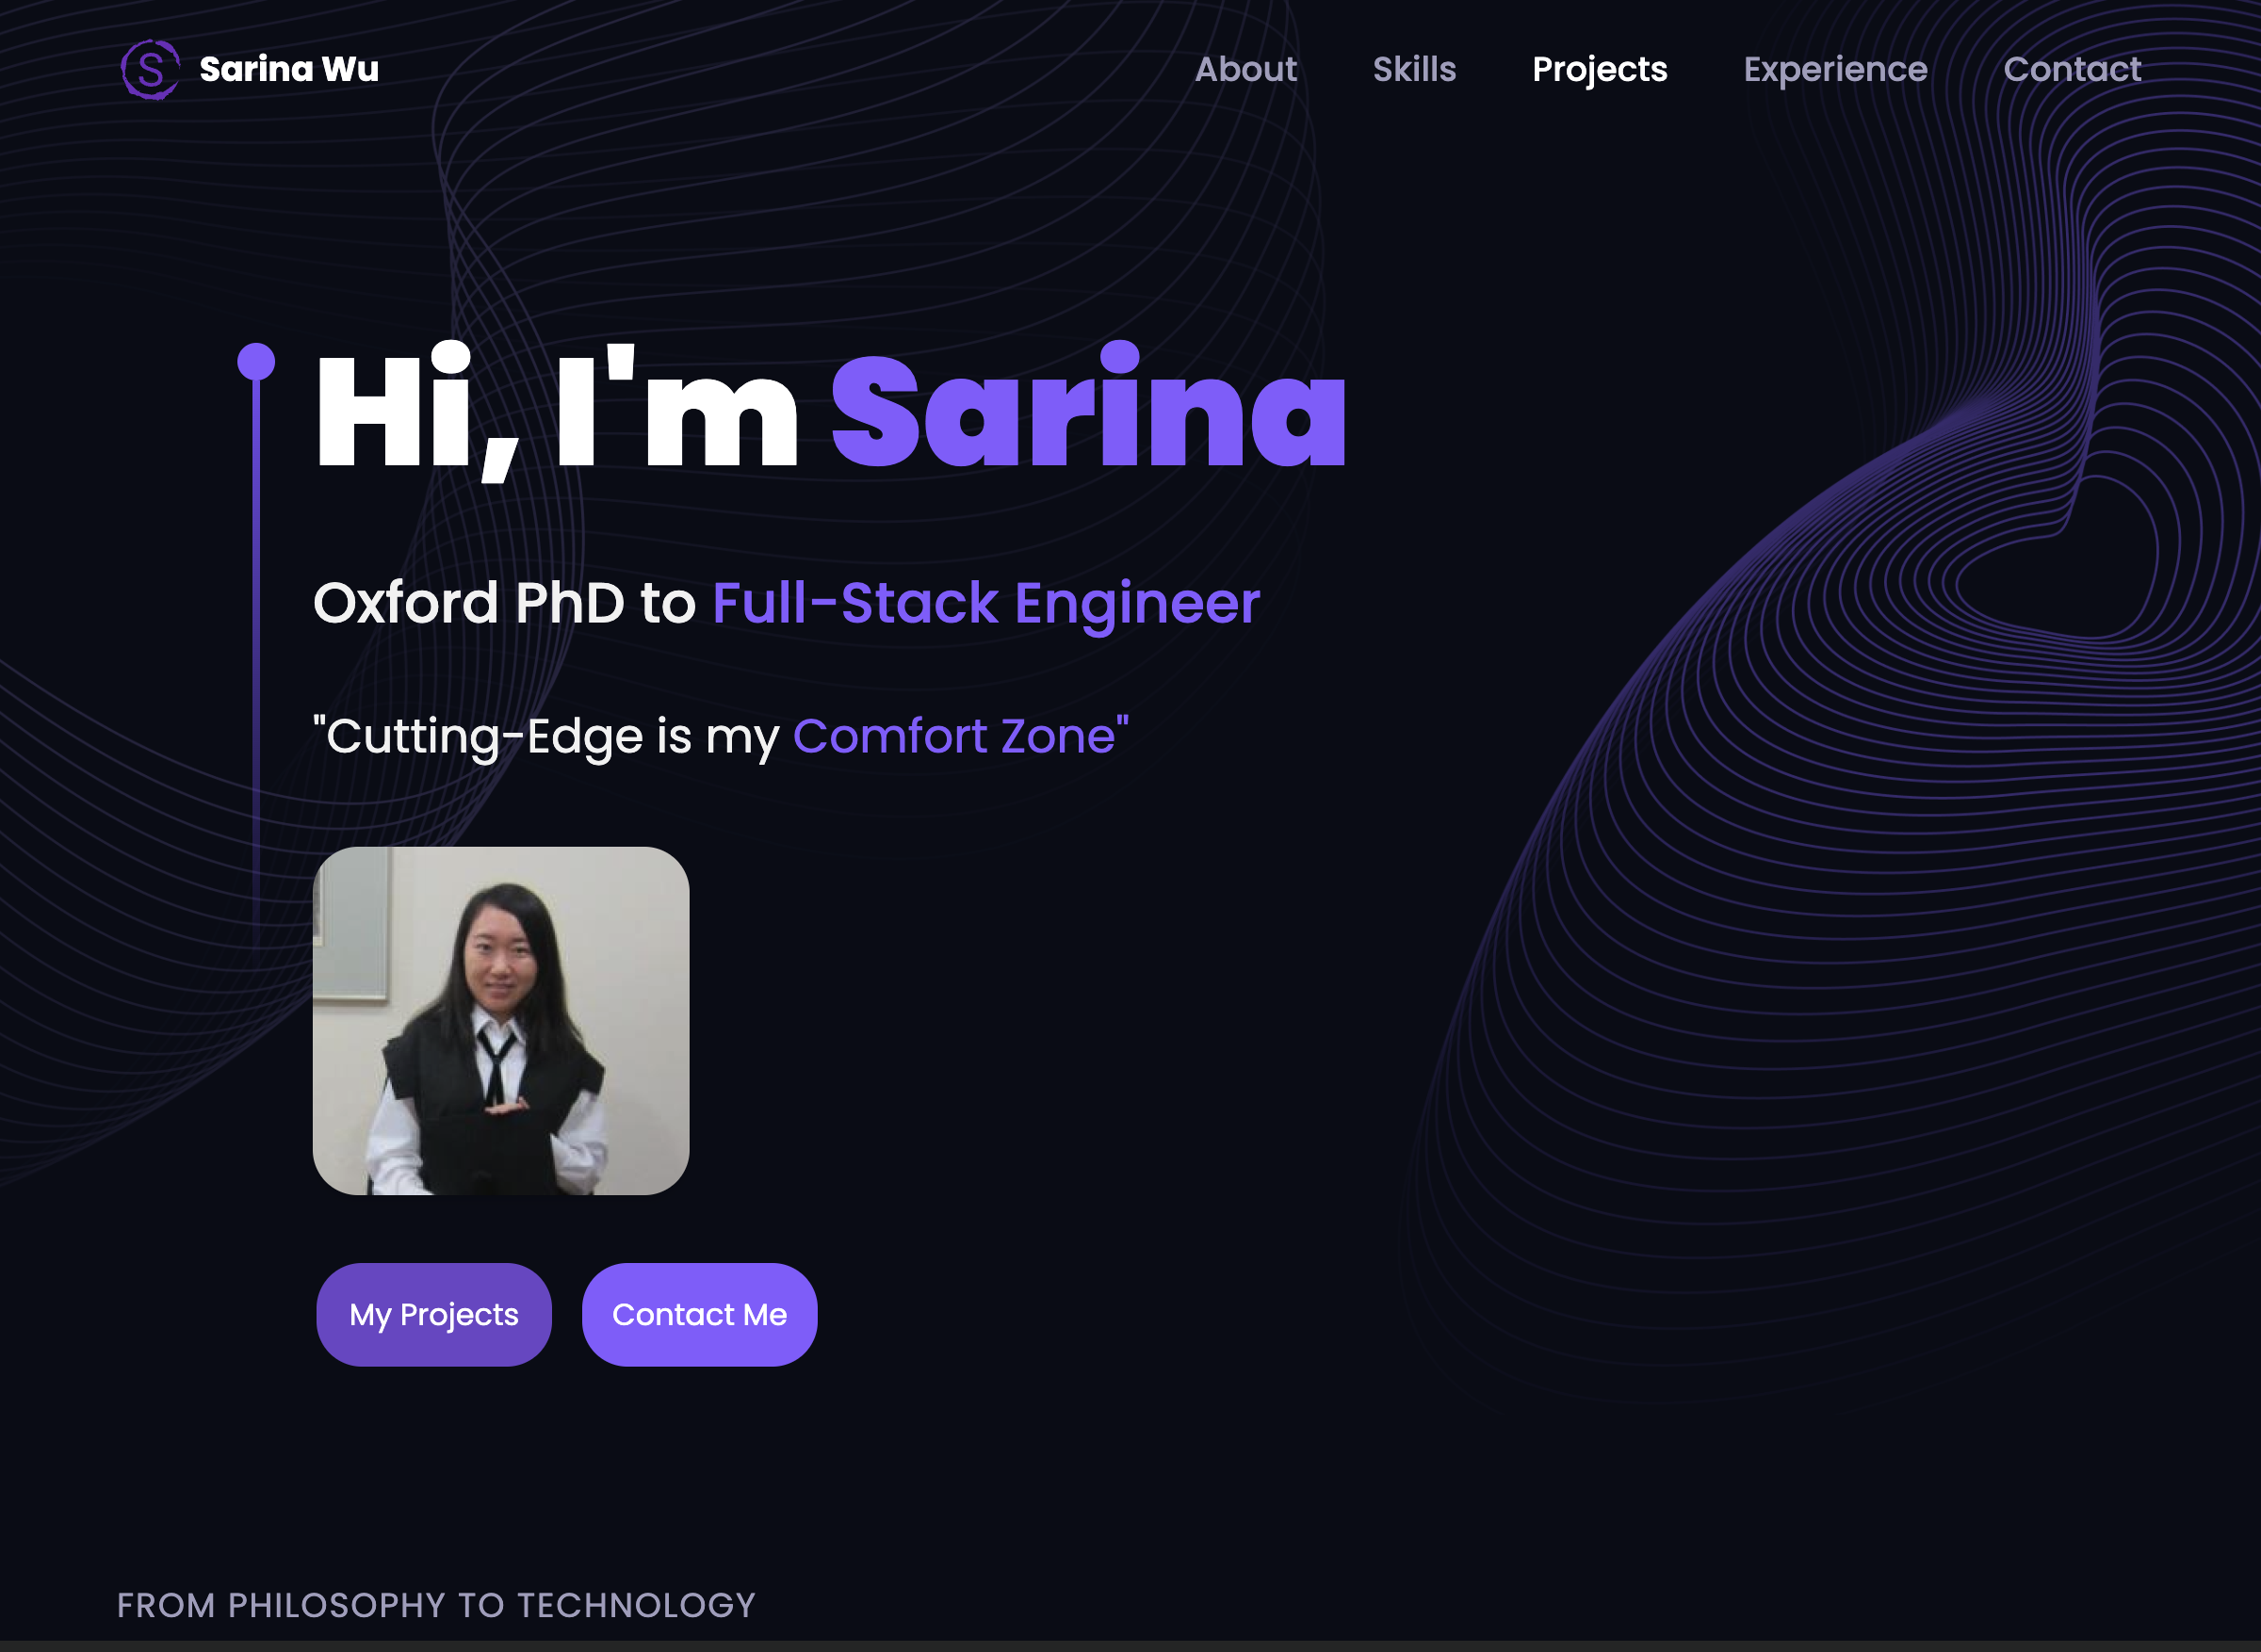 S
Sarina Wu
About Skills Projects Experience Contact
Hi, I'm Sarina
Oxford PhD to Full-Stack Engineer
"Cutting-Edge is my Comfort Zone"
My Projects Contact Me
FROM PHILOSOPHY TO TECHNOLOGY